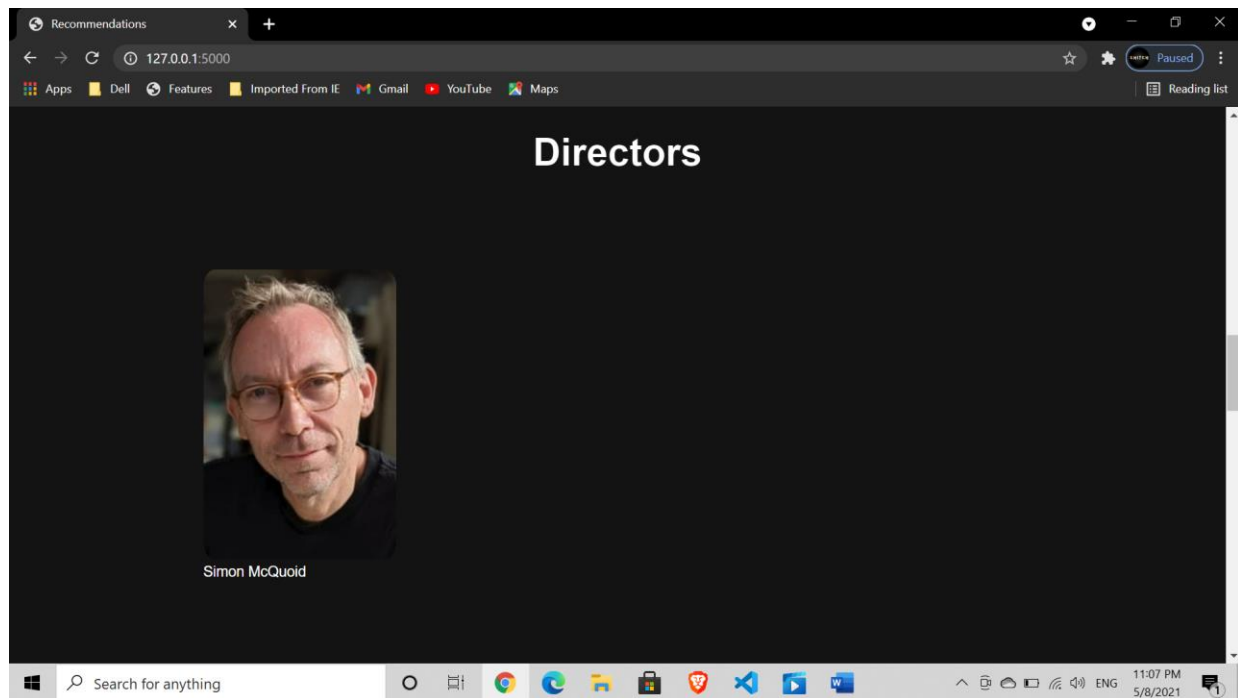 Recommendations
127.0.0.1:5000
Paused
Apps Dell Features Imported From IE Gmail YouTube Maps Reading list
Directors
Simon McQuoid
Search for anything
ENG
11:07 PM
5/8/2021
1